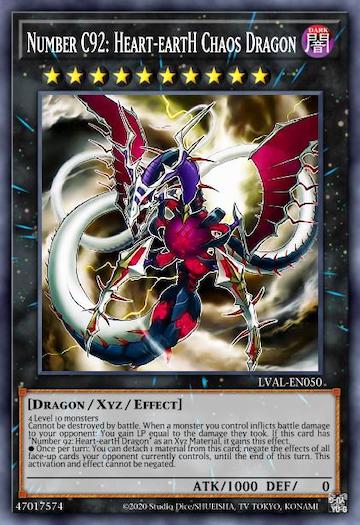 NUMBER C92: HEART-EARTH CHAOS DRAGON
DARK
闇
LVAL-EN050
[DRAGON / XYZ / EFFECT]
4 Level 10 monsters
Cannot be destroyed by battle. When a monster you control inflicts battle damage
to your opponent: You gain LP equal to the damage they took. If this card has
"Number 92: Heart-eartH Dragon" as an Xyz Material, it gains this effect.
● Once per turn: You can detach 1 material from this card; negate the effects of all
face-up cards your opponent currently controls, until the end of this turn. This
activation and effect cannot be negated.
ATK/1000 DEF/ 0
47017574 ©2020 Studio Dice/SHUEISHA, TV TOKYO, KONAMI